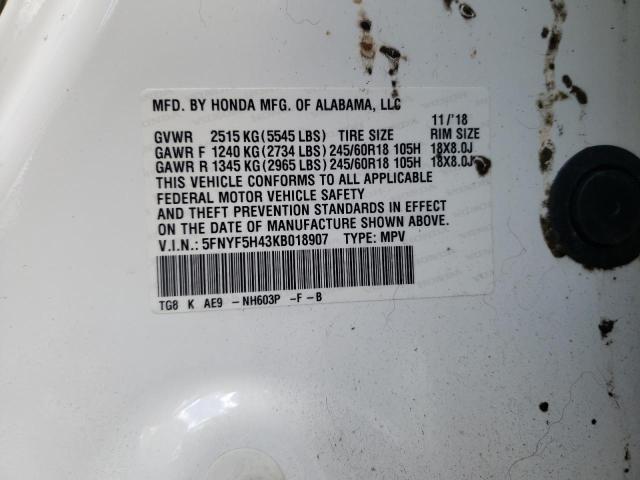 MFD. BY HONDA MFG. OF ALABAMA, LLC
11/'18
GVWR 2515 KG (5545 LBS) TIRE SIZE RIM SIZE
GAWR F 1240 KG (2734 LBS) 245/60R18 105H 18X8.0J
GAWR R 1345 KG (2965 LBS) 245/60R18 105H 18X8.0J
THIS VEHICLE CONFORMS TO ALL APPLICABLE
FEDERAL MOTOR VEHICLE SAFETY
AND THEFT PREVENTION STANDARDS IN EFFECT
ON THE DATE OF MANUFACTURE SHOWN ABOVE.
V.I.N.: 5FNYF5H43KB018907 TYPE: MPV
TG8 K AE9 -NH603P -F-B